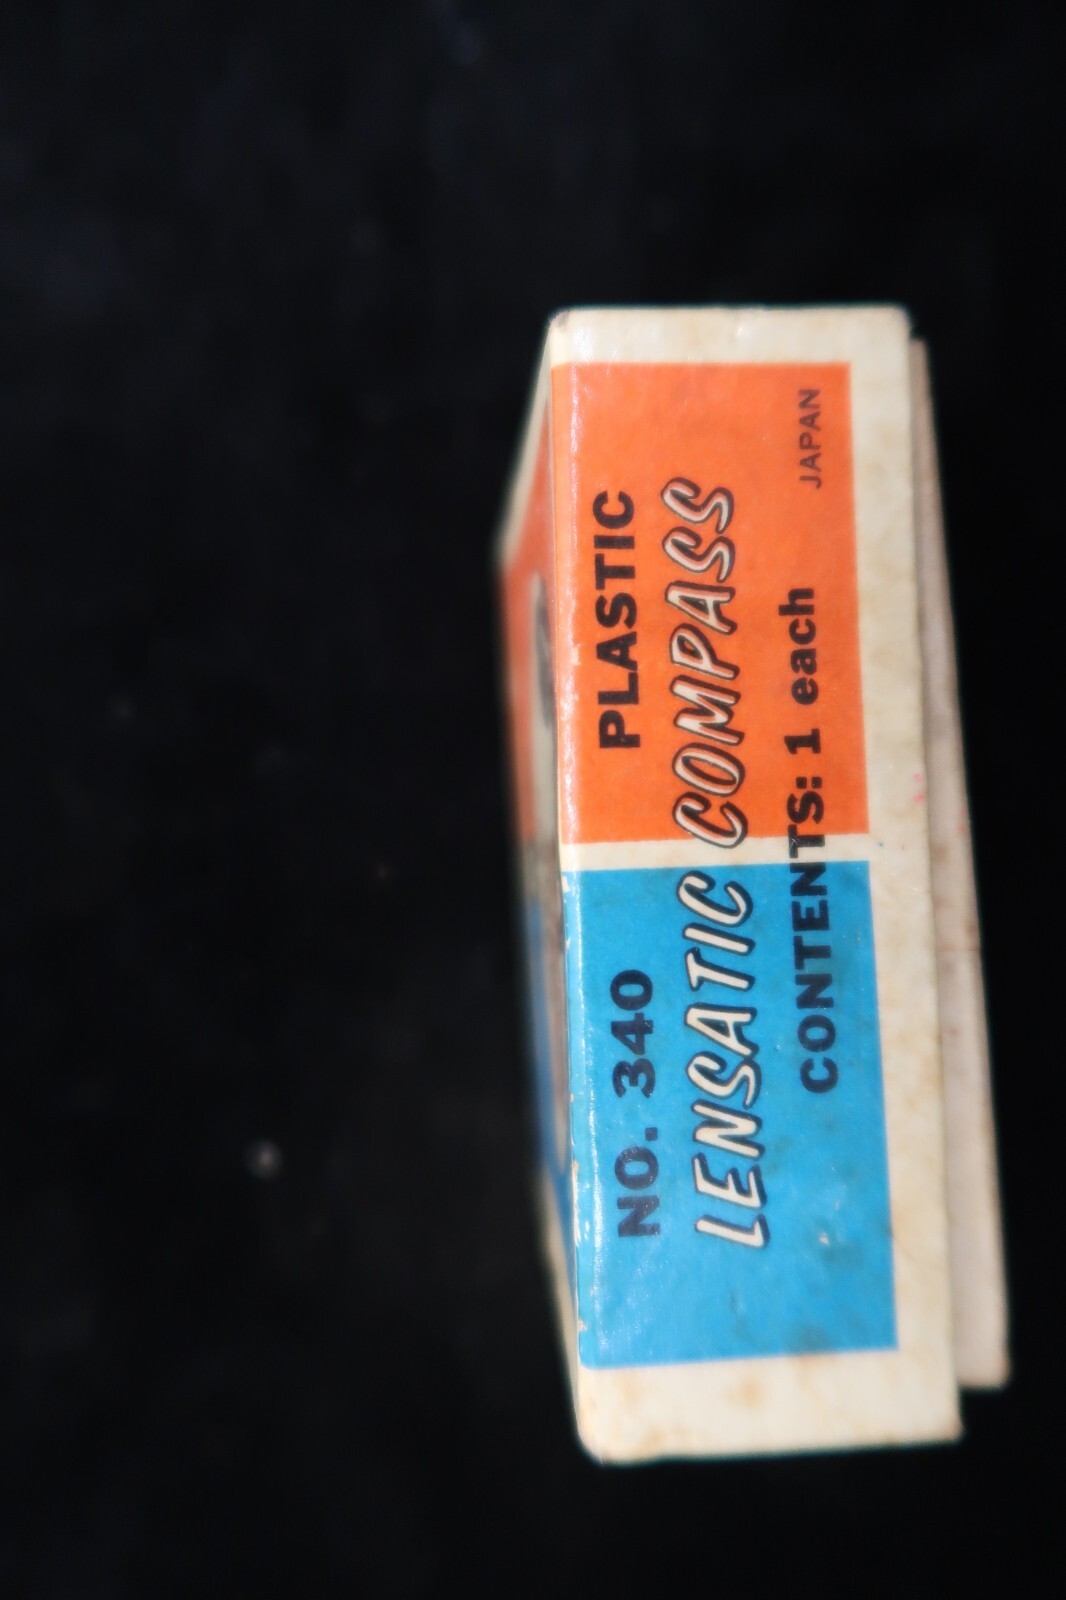 NO. 340 PLASTIC
LENSATIC COMPASS
CONTENTS: 1 each JAPAN